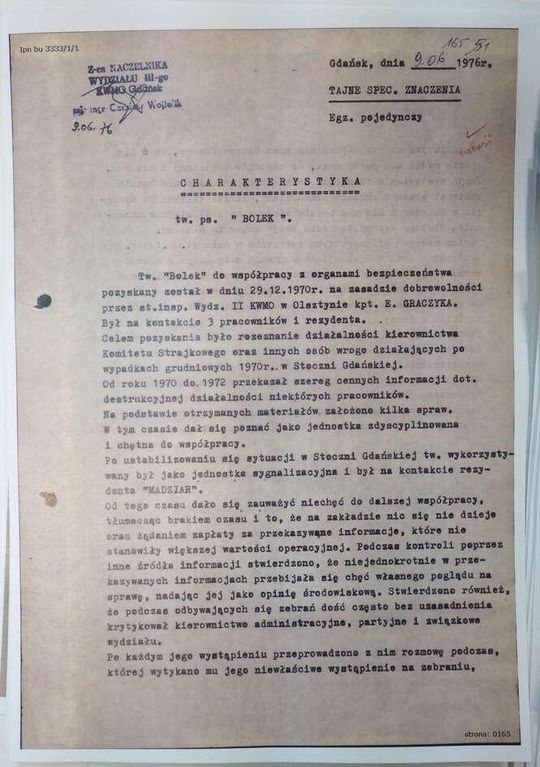 Ipn bu 3333/1/1
165 51
Z-ca NACZELNIKA
WYDZIAŁU III-go
KWMO Gdańsk
mjr mgr Czesław Wojtalik
9.06. 76
Gdańsk, dnia 9.06 1976r.
TAJNE SPEC. ZNACZENIA
Egz. pojedynczy
C H A R A K T E R Y S T Y K A
tw. ps. " BOLEK ".
Tw. "Bolek" do współpracy z organami bezpieczeństwa
pozyskany został w dniu 29.12.1970r. na zasadzie dobrowolności
przez st.insp. Wydz. II KWMO w Olsztynie kpt. E. GRACZYKA.
Był na kontakcie 3 pracowników i rezydenta.
Celem pozyskania było rozeznanie działalności kierownictwa
Komitetu Strajkowego oraz innych osób wrogo działających po
wypadkach grudniowych 1970r. w Stoczni Gdańskiej.
Od roku 1970 do 1972 przekazał szereg cennych informacji dot.
destrukcyjnej działalności niektórych pracowników.
Na podstawie otrzymanych materiałów założono kilka spraw.
W tym czasie dał się poznać jako jednostka zdyscyplinowana
i chętna do współpracy.
Po ustabilizowaniu się sytuacji w Stoczni Gdańskiej tw. wykorzysty-
wany był jako jednostka sygnalizacyjna i był na kontakcie rezy-
denta "MADZIAR".
Od tego czasu dało się zauważyć niechęć do dalszej współpracy,
tłumacząc brakiem czasu i to, że na zakładzie nic się nie dzieje
oraz żądaniem zapłaty za przekazywane informacje, które nie
stanowiły większej wartości operacyjnej. Podczas kontroli poprzez
inne źródła informacji stwierdzono, że niejednokrotnie w prze-
kazywanych informacjach przebijała się chęć własnego poglądu na
sprawę, nadając jej jako opinię środowiskową. Stwierdzono również,
że podczas odbywających się zebrań dość często bez uzasadnienia
krytykował kierownictwo administracyjne, partyjne i związkowe
wydziału.
Po każdym jego wystąpieniu przeprowadzono z nim rozmowę podczas,
której wytykano mu jego niewłaściwe wystąpienie na zebraniu,
strona: 0165